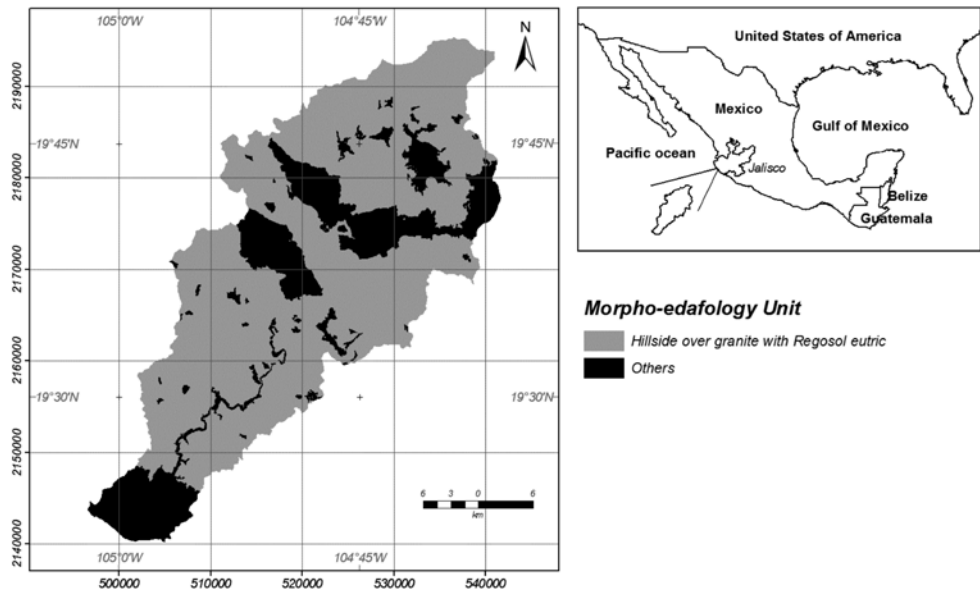 105°0'W
104°45'W
N
2190000
19°45'N
19°45'N
2180000
2170000
2160000
19°30'N
19°30'N
2150000
2140000
6 3 0 6
km
105°0'W
104°45'W
500000 510000 520000 530000 540000
United States of America
Mexico
Gulf of Mexico
Pacific ocean
Jalisco
Belize
Guatemala
Morpho-edafology Unit
Hillside over granite with Regosol eutric
Others